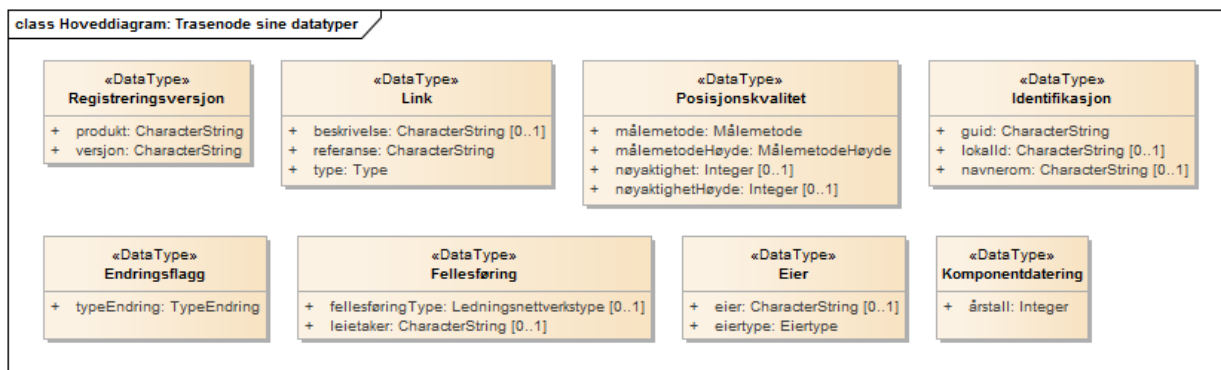 class Hoveddiagram: Trasenode sine datatyper
«DataType»
Registreringsversjon
+ produkt: CharacterString
+ versjon: CharacterString
«DataType»
Link
+ beskrivelse: CharacterString [0..1]
+ referanse: CharacterString
+ type: Type
«DataType»
Posisjonskvalitet
+ målemetode: Målemetode
+ målemetodeHøyde: MålemetodeHøyde
+ nøyaktighet: Integer [0..1]
+ nøyaktighetHøyde: Integer [0..1]
«DataType»
Identifikasjon
+ guid: CharacterString
+ lokalId: CharacterString [0..1]
+ navnerom: CharacterString [0..1]
«DataType»
Endringsflagg
+ typeEndring: TypeEndring
«DataType»
Fellesføring
+ fellesføringType: Ledningsnettverkstype [0..1]
+ leietaker: CharacterString [0..1]
«DataType»
Eier
+ eier: CharacterString [0..1]
+ eiertype: Eiertype
«DataType»
Komponentdatering
+ årstall: Integer